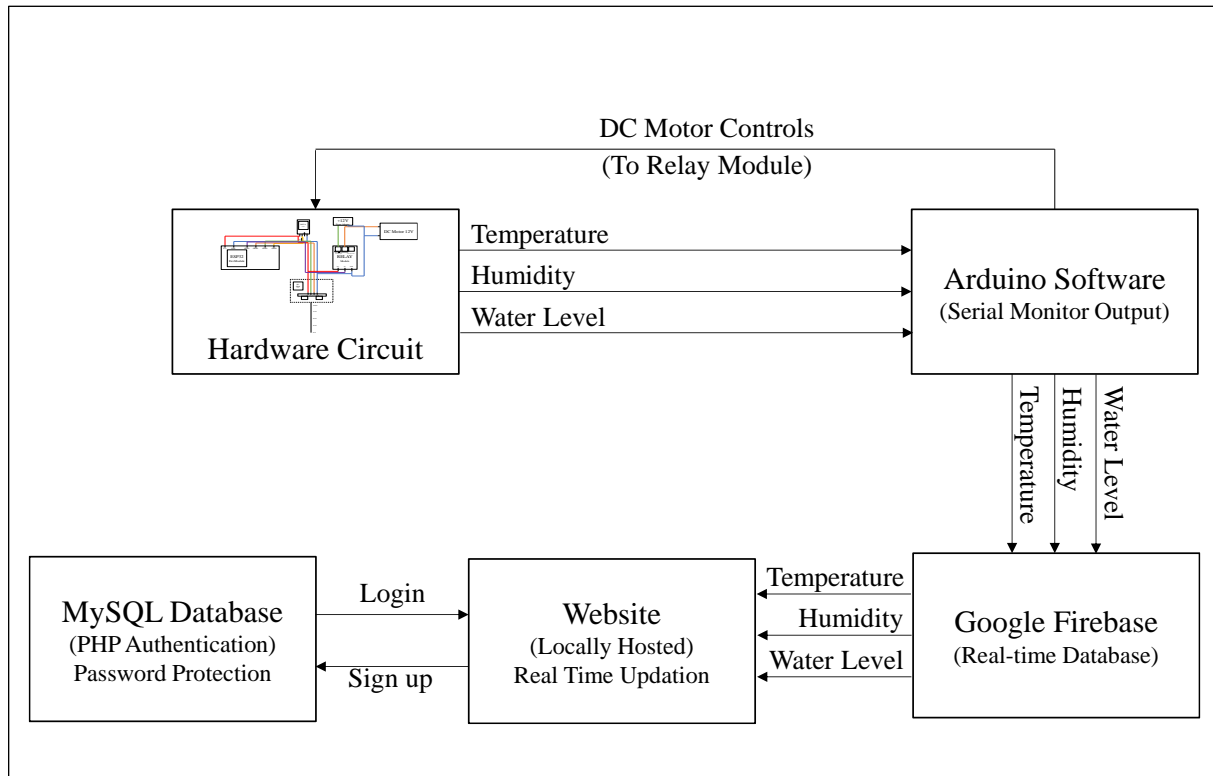 DC Motor Controls
(To Relay Module)
+12V
DC Motor 12V
ESP32
RELAY
Hardware Circuit
Temperature
Humidity
Water Level
Arduino Software
(Serial Monitor Output)
Temperature
Humidity
Water Level
MySQL Database
(PHP Authentication)
Password Protection
Login
Sign up
Website
(Locally Hosted)
Real Time Updation
Temperature
Humidity
Water Level
Google Firebase
(Real-time Database)